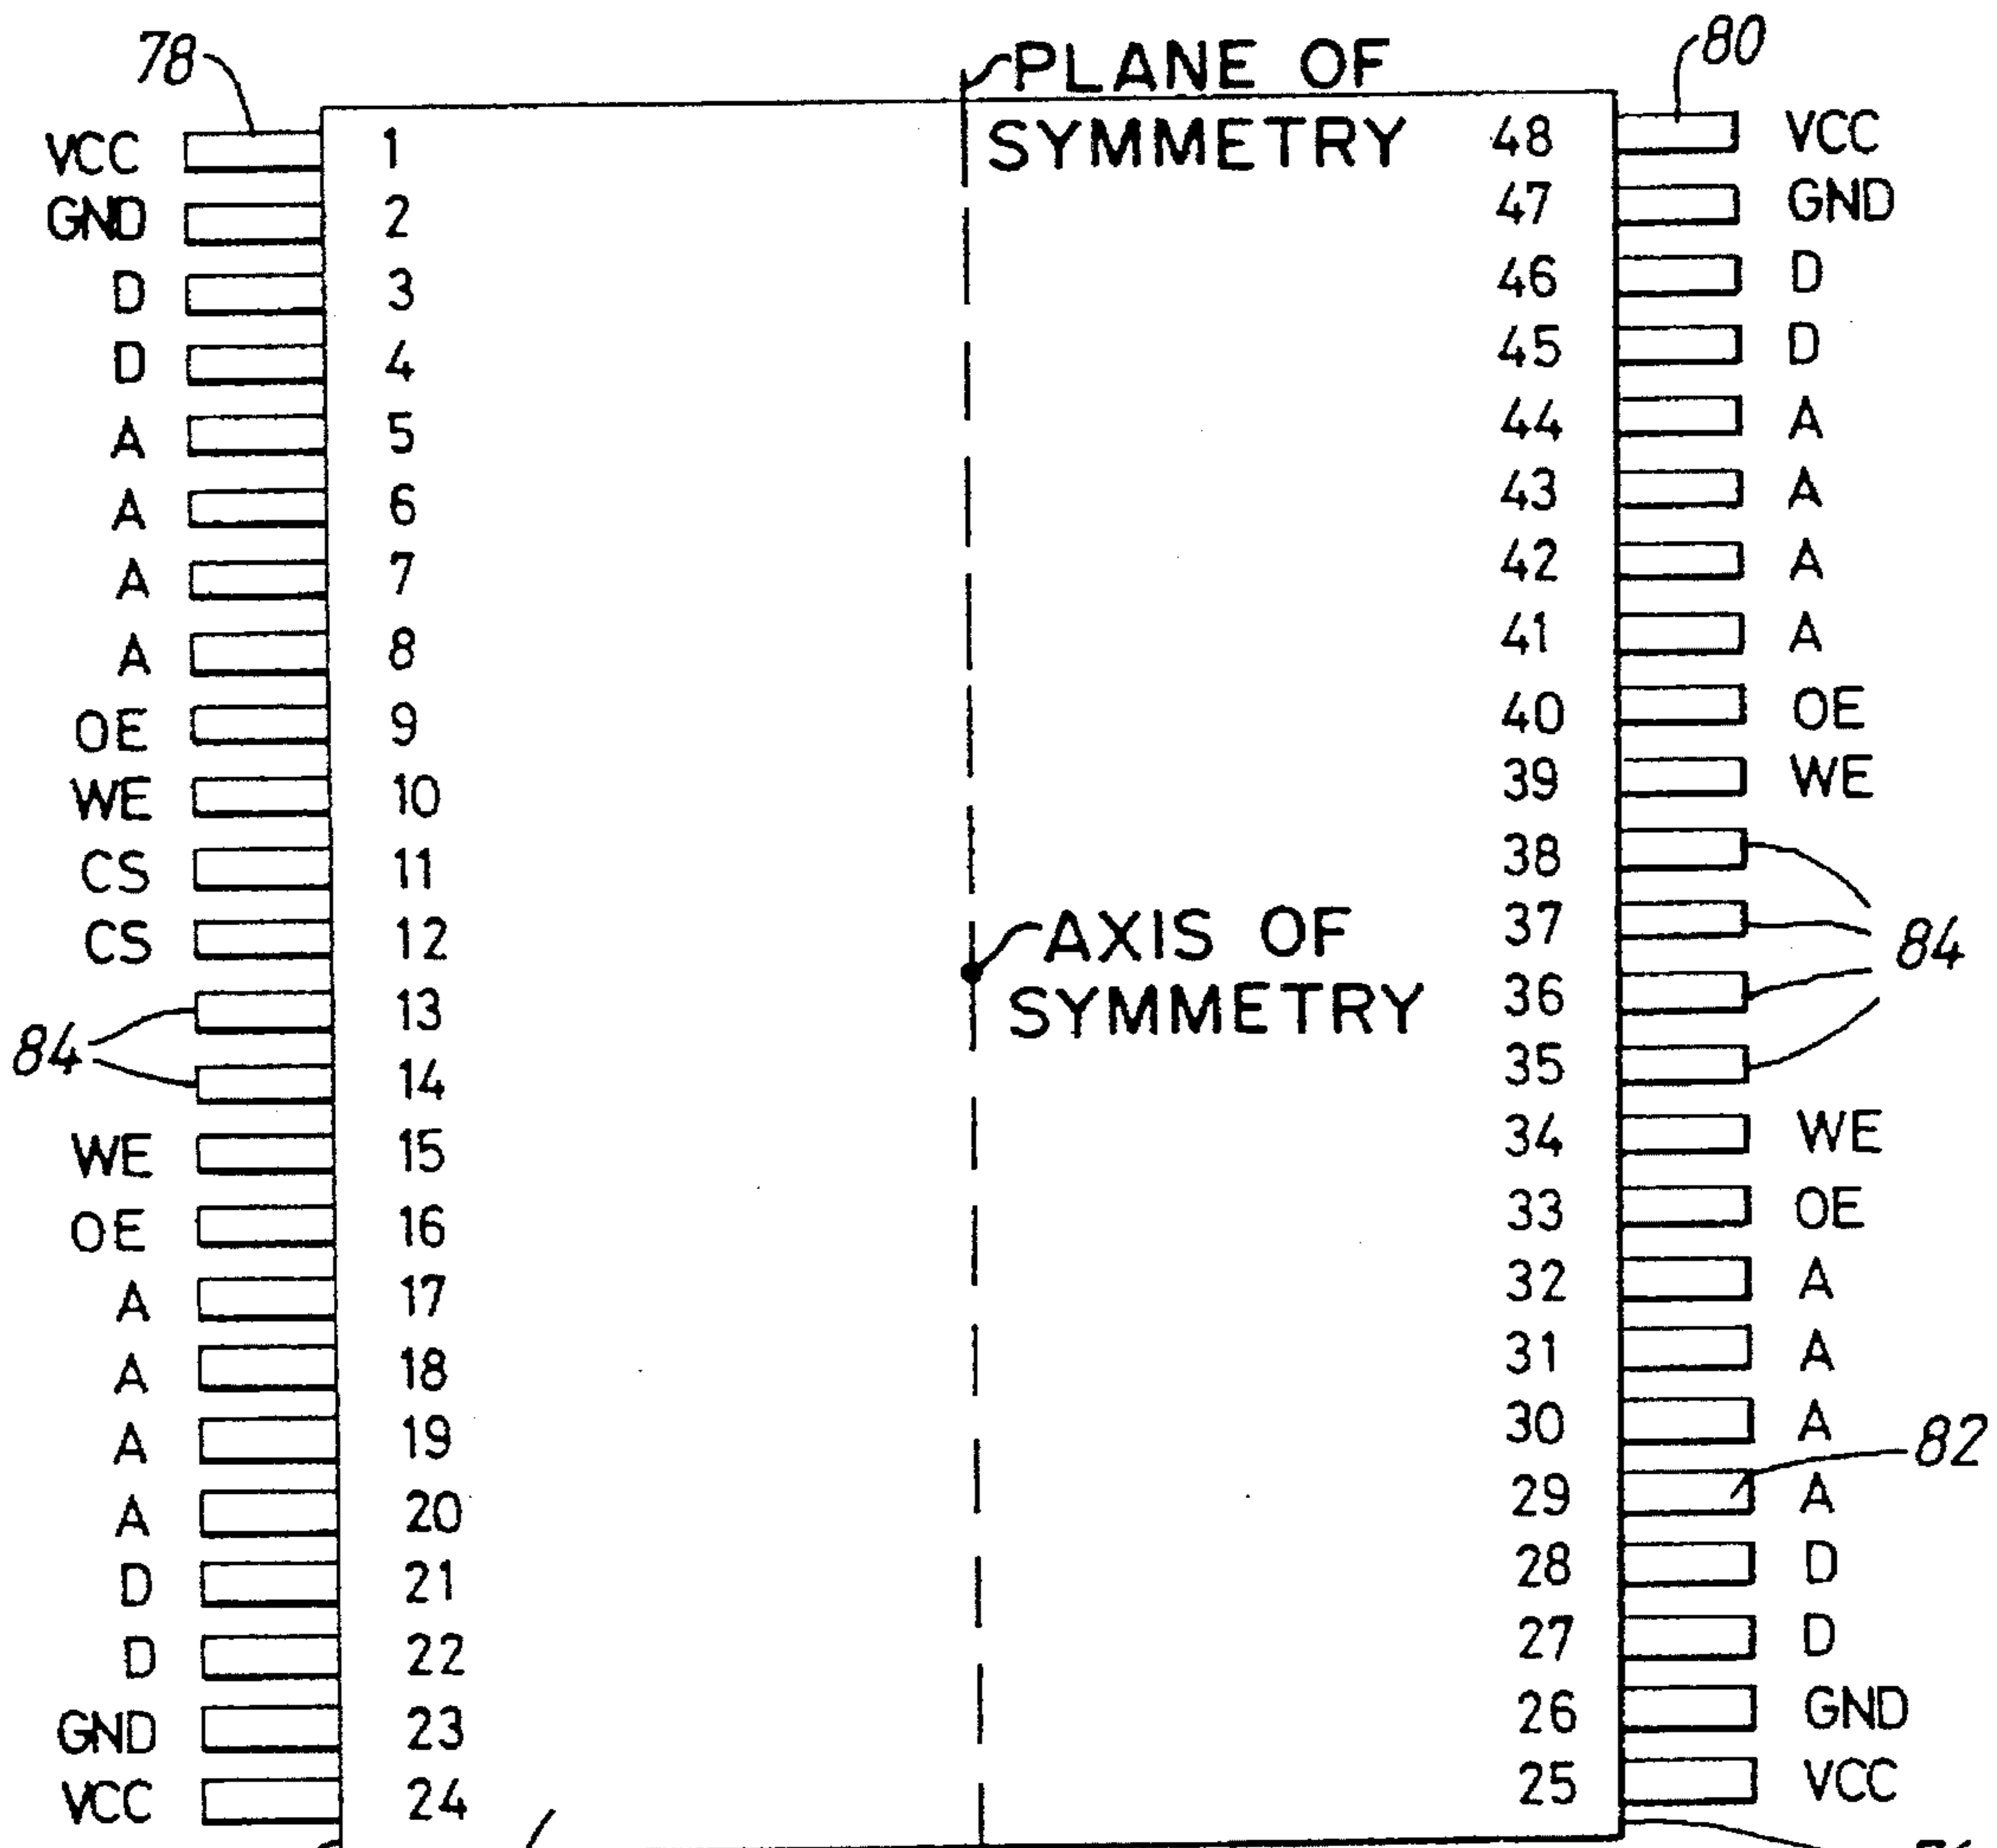 78 PLANE OF 80
SYMMETRY
VCC 1 48 VCC
GND 2 47 GND
D 3 46 D
D 4 45 D
A 5 44 A
A 6 43 A
A 7 42 A
A 8 41 A
OE 9 40 OE
WE 10 39 WE
CS 11 38
CS 12 37
AXIS OF 84
SYMMETRY
13 36
84
14 35
WE 15 34 WE
OE 16 33 OE
A 17 32 A
A 18 31 A
A 19 30 A
82
A 20 29 A
D 21 28 D
D 22 27 D
GND 23 26 GND
VCC 24 25 VCC